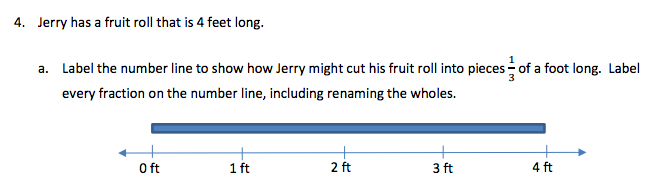 4. Jerry has a fruit roll that is 4 feet long.
a. Label the number line to show how Jerry might cut his fruit roll into pieces 1/3 of a foot long. Label
every fraction on the number line, including renaming the wholes.
0 ft 1 ft 2 ft 3 ft 4 ft